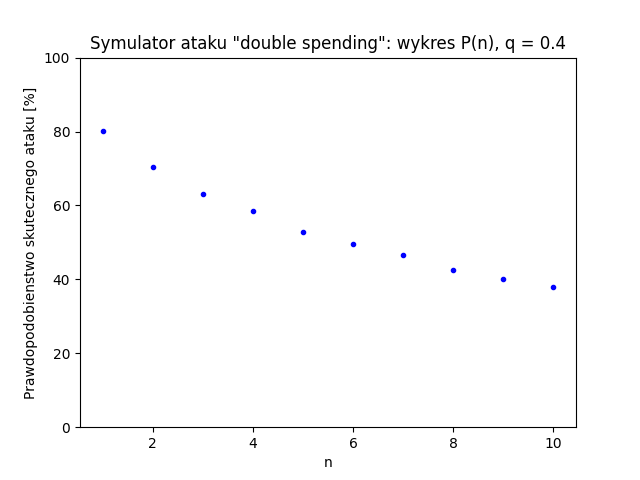 Symulator ataku "double spending": wykres P(n), q = 0.4
Prawdopodobienstwo skutecznego ataku [%]
100
80
60
40
20
0
2 4 6 8 10
n